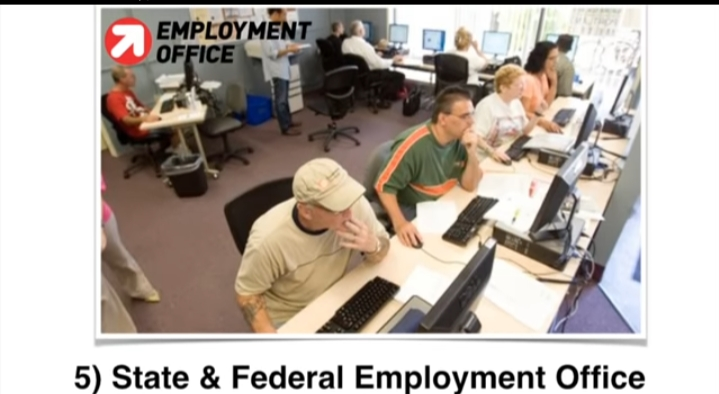 EMPLOYMENT
OFFICE
5) State & Federal Employment Office